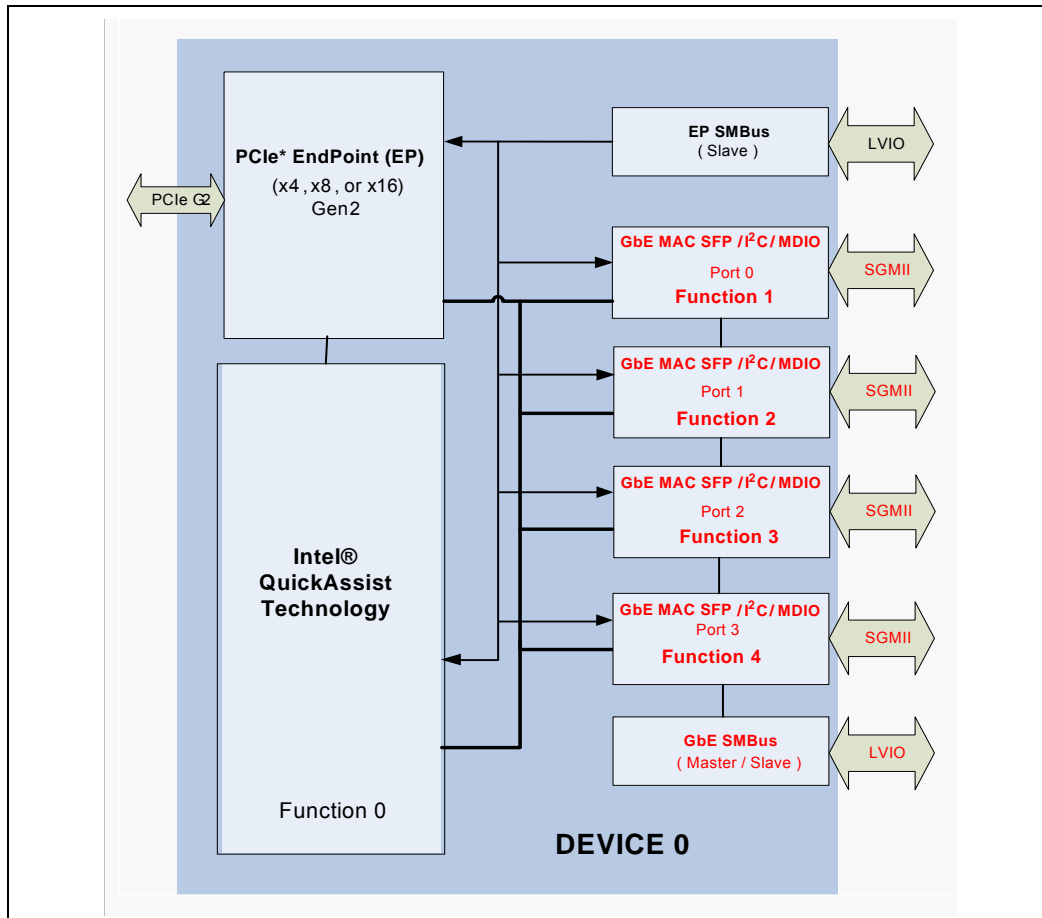 PCIe* EndPoint (EP)
(x4, x8, or x16)
Gen2
PCIe G2
EP SMBus
( Slave )
LVIO
GbE MAC SFP /I²C/ MDIO
Port 0
Function 1
SGMII
GbE MAC SFP /I²C/ MDIO
Port 1
Function 2
SGMII
GbE MAC SFP /I²C/ MDIO
Port 2
Function 3
SGMII
GbE MAC SFP /I²C/ MDIO
Port 3
Function 4
SGMII
Intel®
QuickAssist
Technology
Function 0
GbE SMBus
( Master / Slave )
LVIO
DEVICE 0